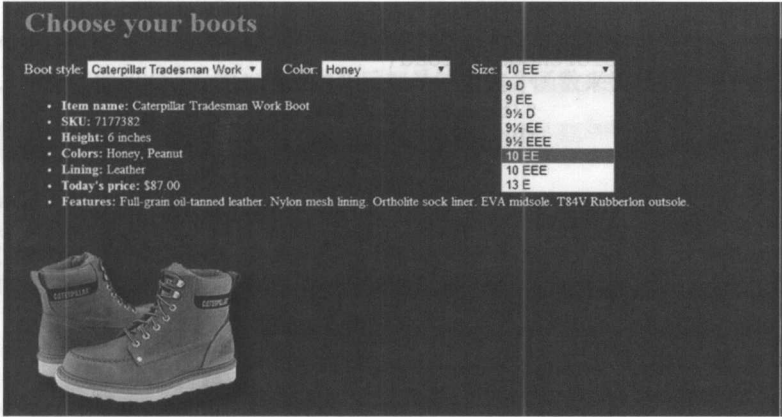 Choose your boots
Boot style: Caterpillar Tradesman Work Color: Honey Size: 10 EE
9 D
9 EE
9½ D
9½ EE
9½ EEE
10 EE
10 EEE
13 E
• Item name: Caterpillar Tradesman Work Boot
• SKU: 7177382
• Height: 6 inches
• Colors: Honey, Peanut
• Lining: Leather
• Today's price: $87.00
• Features: Full-grain oil-tanned leather. Nylon mesh lining. Ortholite sock liner. EVA midsole. T84V Rubberlon outsole.
CATERPILLAR
CATERPILLAR